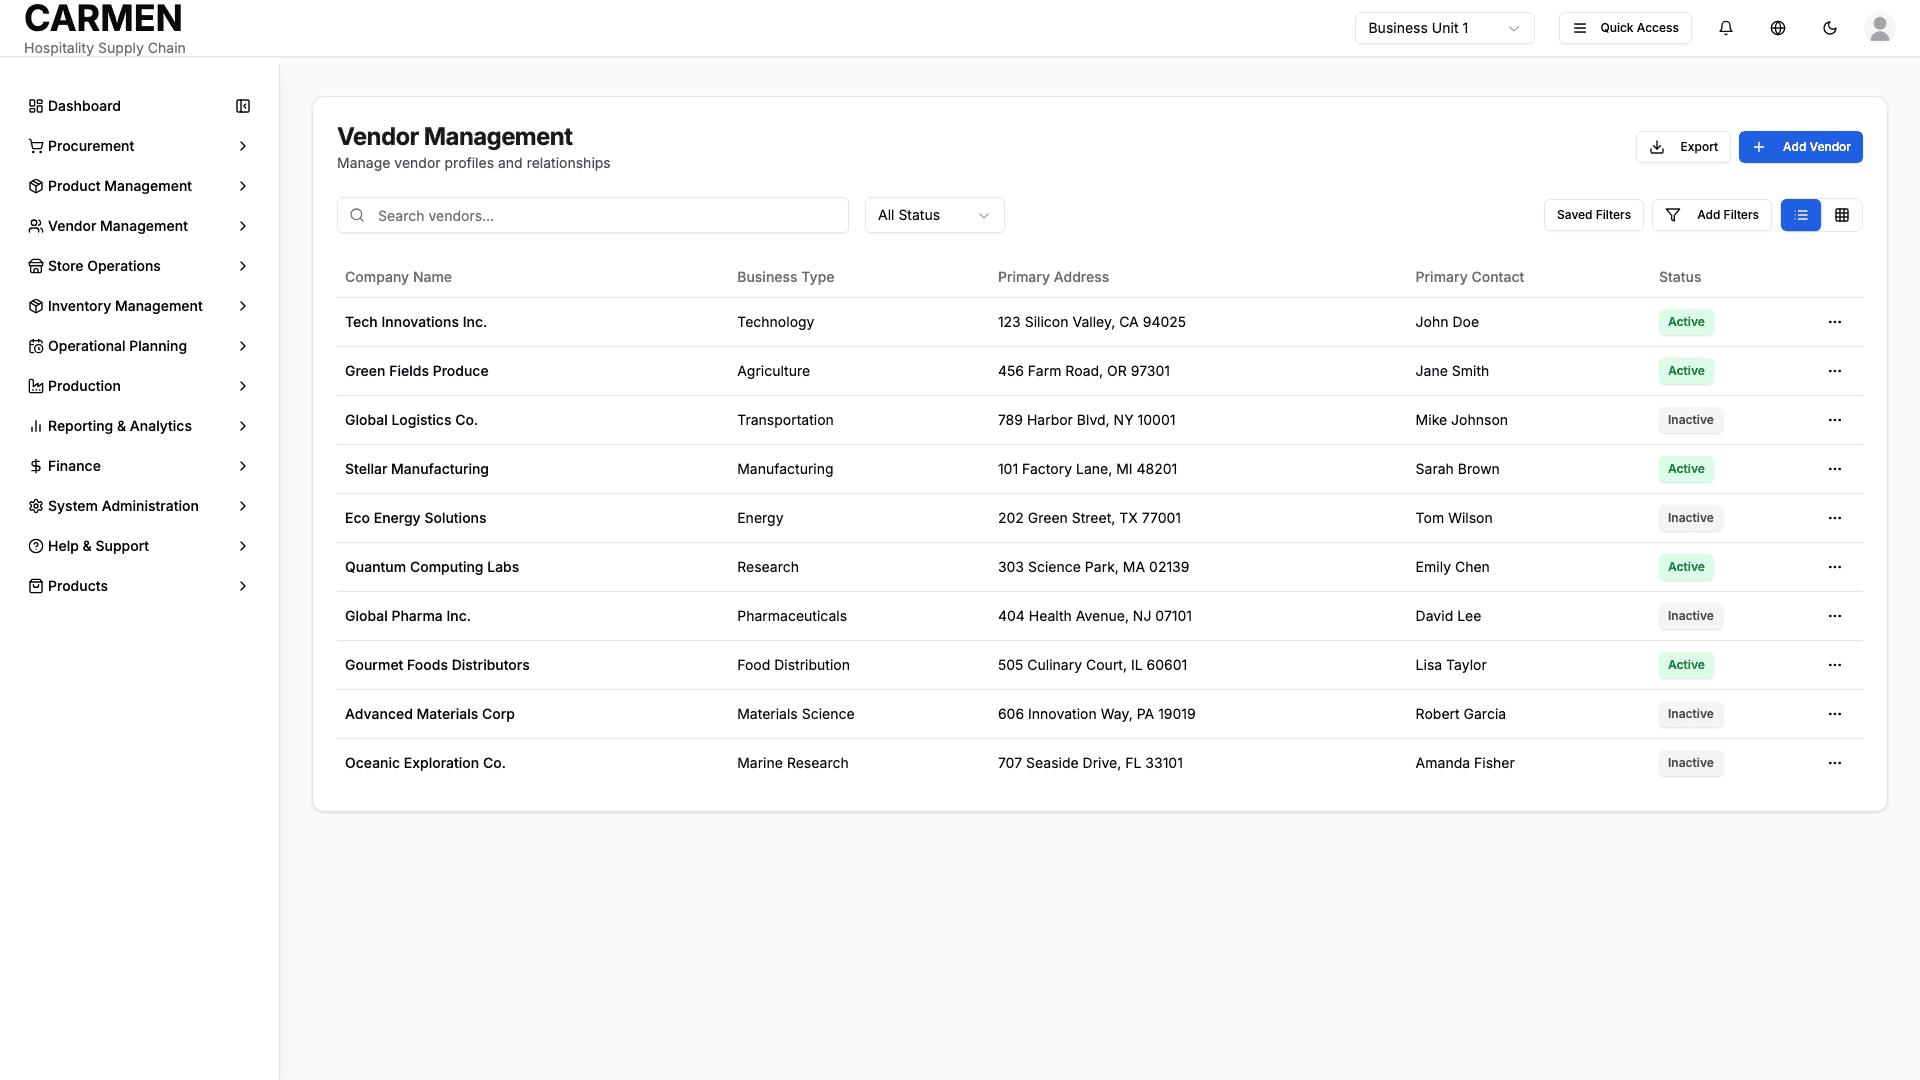 CARMEN
Hospitality Supply Chain
Business Unit 1
Quick Access
Dashboard
Procurement
Product Management
Vendor Management
Store Operations
Inventory Management
Operational Planning
Production
Reporting & Analytics
Finance
System Administration
Help & Support
Products
Vendor Management
Manage vendor profiles and relationships
Export
Add Vendor
Search vendors...
All Status
Saved Filters
Add Filters
Company Name Business Type Primary Address Primary Contact Status
Tech Innovations Inc. Technology 123 Silicon Valley, CA 94025 John Doe Active
Green Fields Produce Agriculture 456 Farm Road, OR 97301 Jane Smith Active
Global Logistics Co. Transportation 789 Harbor Blvd, NY 10001 Mike Johnson Inactive
Stellar Manufacturing Manufacturing 101 Factory Lane, MI 48201 Sarah Brown Active
Eco Energy Solutions Energy 202 Green Street, TX 77001 Tom Wilson Inactive
Quantum Computing Labs Research 303 Science Park, MA 02139 Emily Chen Active
Global Pharma Inc. Pharmaceuticals 404 Health Avenue, NJ 07101 David Lee Inactive
Gourmet Foods Distributors Food Distribution 505 Culinary Court, IL 60601 Lisa Taylor Active
Advanced Materials Corp Materials Science 606 Innovation Way, PA 19019 Robert Garcia Inactive
Oceanic Exploration Co. Marine Research 707 Seaside Drive, FL 33101 Amanda Fisher Inactive